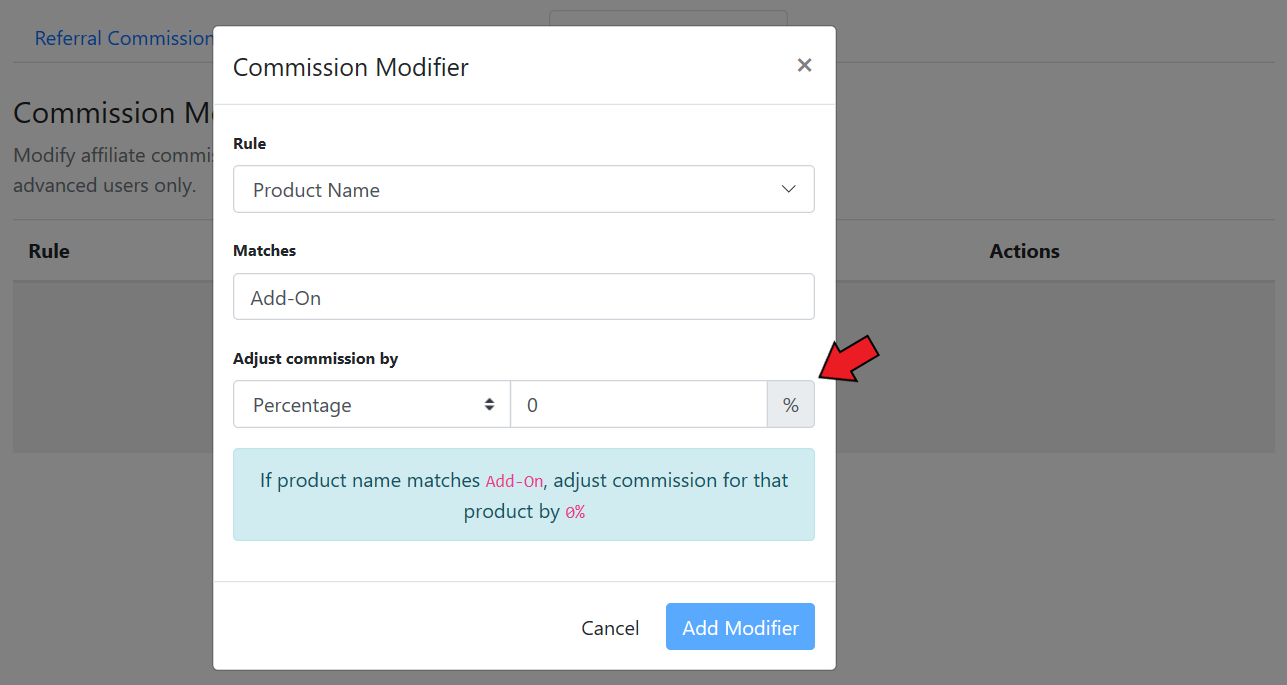 Referral Commission
Commission Modifier
×
Commission M
Modify affiliate commis
advanced users only.
Rule
Product Name
Matches
Add-On
Rule
Actions
Adjust commission by
Percentage
0
%
If product name matches Add-On, adjust commission for that
product by 0%
Cancel
Add Modifier